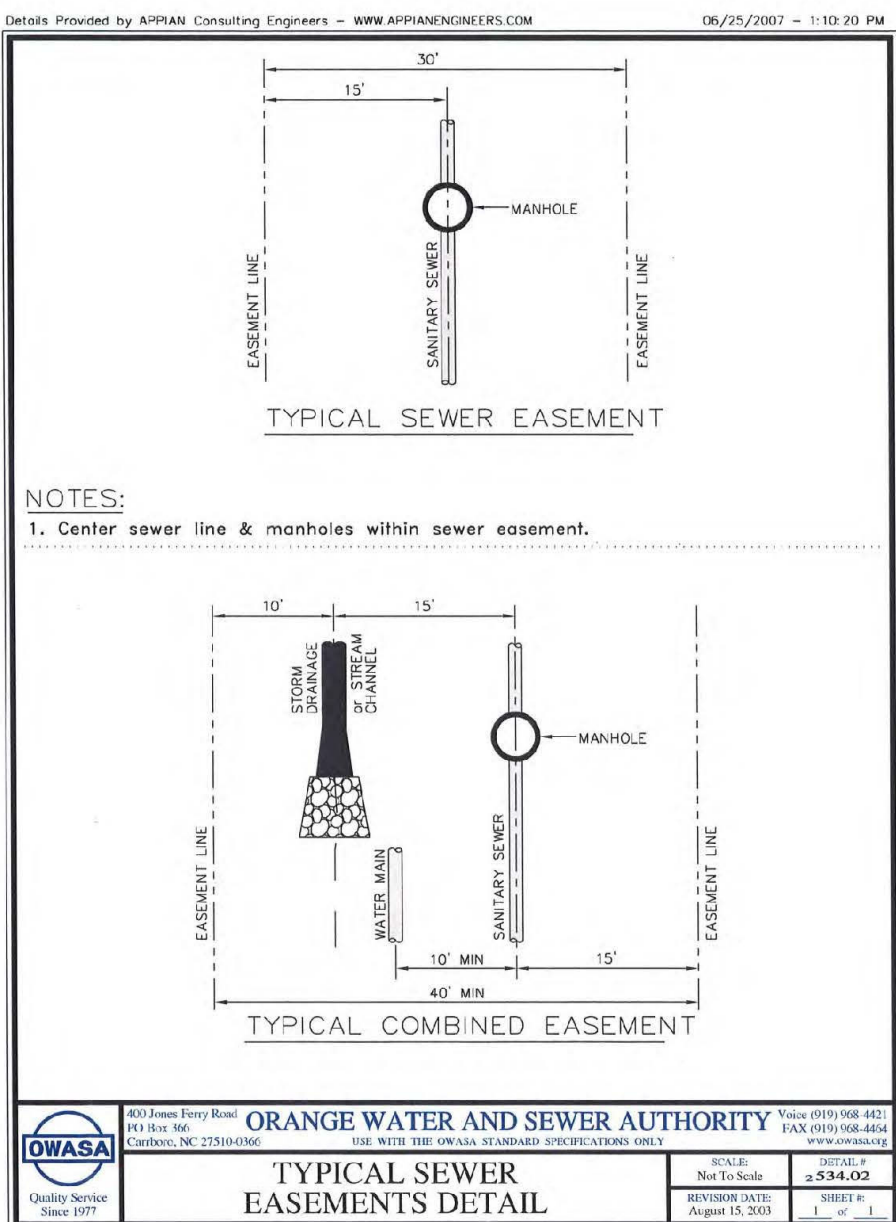 Details Provided by APPIAN Consulting Engineers – WWW.APPIANENGINEERS.COM 06/25/2007 – 1:10:20 PM
30'
15'
MANHOLE
EASEMENT LINE
SANITARY SEWER
EASEMENT LINE
TYPICAL SEWER EASEMENT
NOTES:
1. Center sewer line & manholes within sewer easement.
10'
15'
STORM
DRAINAGE
or STREAM
CHANNEL
MANHOLE
EASEMENT LINE
WATER MAIN
SANITARY SEWER
EASEMENT LINE
10' MIN
15'
40' MIN
TYPICAL COMBINED EASEMENT
OWASA
Quality Service
Since 1977
400 Jones Ferry Road
PO Box 366
Carrboro, NC 27510-0366
ORANGE WATER AND SEWER AUTHORITY
USE WITH THE OWASA STANDARD SPECIFICATIONS ONLY
Voice (919) 968-4421
FAX (919) 968-4464
www.owasa.org
TYPICAL SEWER
EASEMENTS DETAIL
SCALE:
Not To Scale
DETAIL #
2534.02
REVISION DATE:
August 15, 2003
SHEET #:
1 of 1